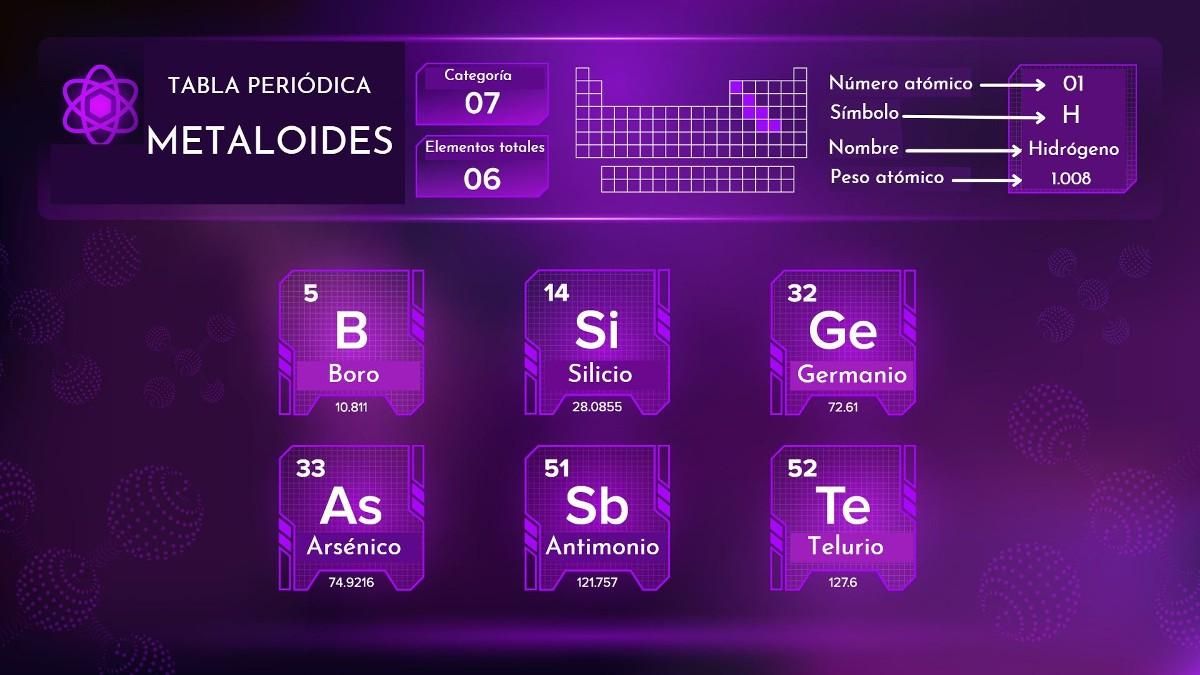 TABLA PERIÓDICA
METALOIDES
Categoría
07
Elementos totales
06
Número atómico
01
Símbolo
H
Nombre
Hidrógeno
Peso atómico
1.008
5
B
Boro
10.811
14
Si
Silicio
28.0855
32
Ge
Germanio
72.61
33
As
Arsénico
74.9216
51
Sb
Antimonio
121.757
52
Te
Telurio
127.6